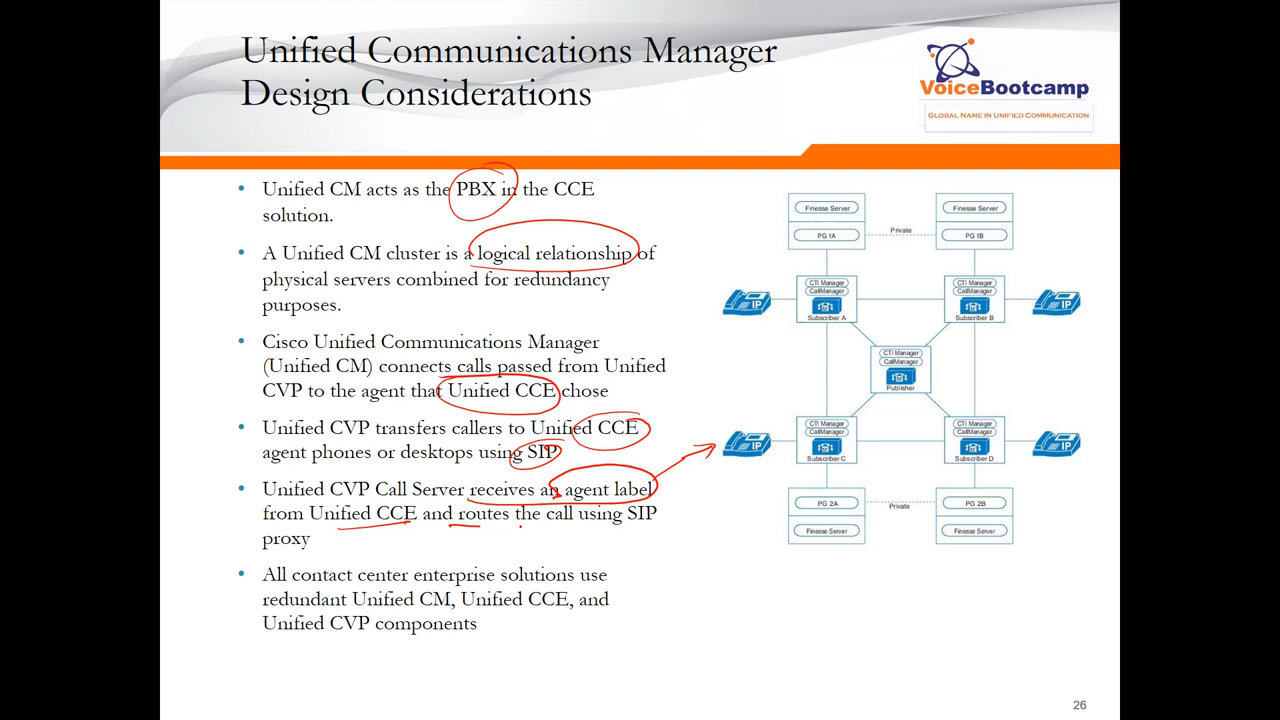 Unified Communications Manager
Design Considerations
VoiceBootcamp
GLOBAL NAME IN UNIFIED COMMUNICATION
• Unified CM acts as the PBX in the CCE
solution.
• A Unified CM cluster is a logical relationship of
physical servers combined for redundancy
purposes.
• Cisco Unified Communications Manager
(Unified CM) connects calls passed from Unified
CVP to the agent that Unified CCE chose
• Unified CVP transfers callers to Unified CCE
agent phones or desktops using SIP
• Unified CVP Call Server receives an agent label
from Unified CCE and routes the call using SIP
proxy
• All contact center enterprise solutions use
redundant Unified CM, Unified CCE, and
Unified CVP components
Finesse Server
PG 1A
Private
Finesse Server
PG 1B
IP
CTI Manager
CallManager
Subscriber A
CTI Manager
CallManager
Subscriber B
IP
CTI Manager
CallManager
Publisher
IP
CTI Manager
CallManager
Subscriber C
CTI Manager
CallManager
Subscriber D
IP
PG 2A
Finesse Server
Private
PG 2B
Finesse Server
26